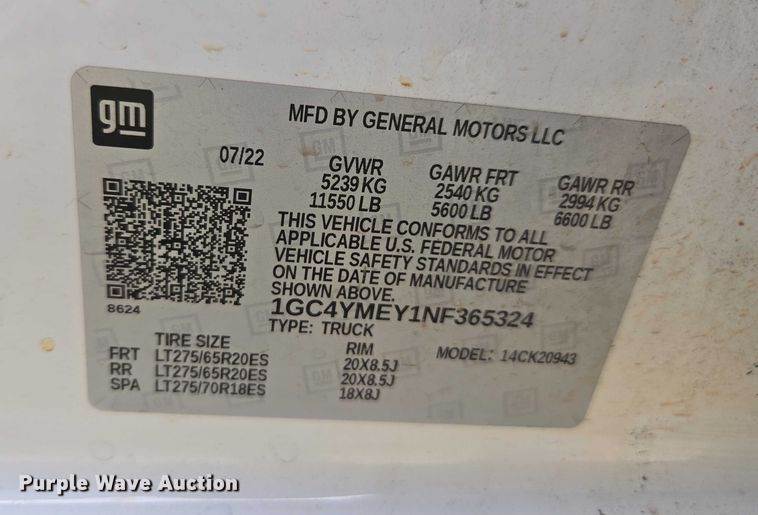 gm
MFD BY GENERAL MOTORS LLC
07/22
GVWR GAWR FRT GAWR RR
5239 KG 2540 KG 2994 KG
11550 LB 5600 LB 6600 LB
THIS VEHICLE CONFORMS TO ALL
APPLICABLE U.S. FEDERAL MOTOR
VEHICLE SAFETY STANDARDS IN EFFECT
ON THE DATE OF MANUFACTURE
SHOWN ABOVE.
8624
1GC4YMEY1NF365324
TYPE: TRUCK
TIRE SIZE RIM MODEL: 14CK20943
FRT LT275/65R20ES 20X8.5J
RR LT275/65R20ES 20X8.5J
SPA LT275/70R18ES 18X8J
Purple Wave Auction